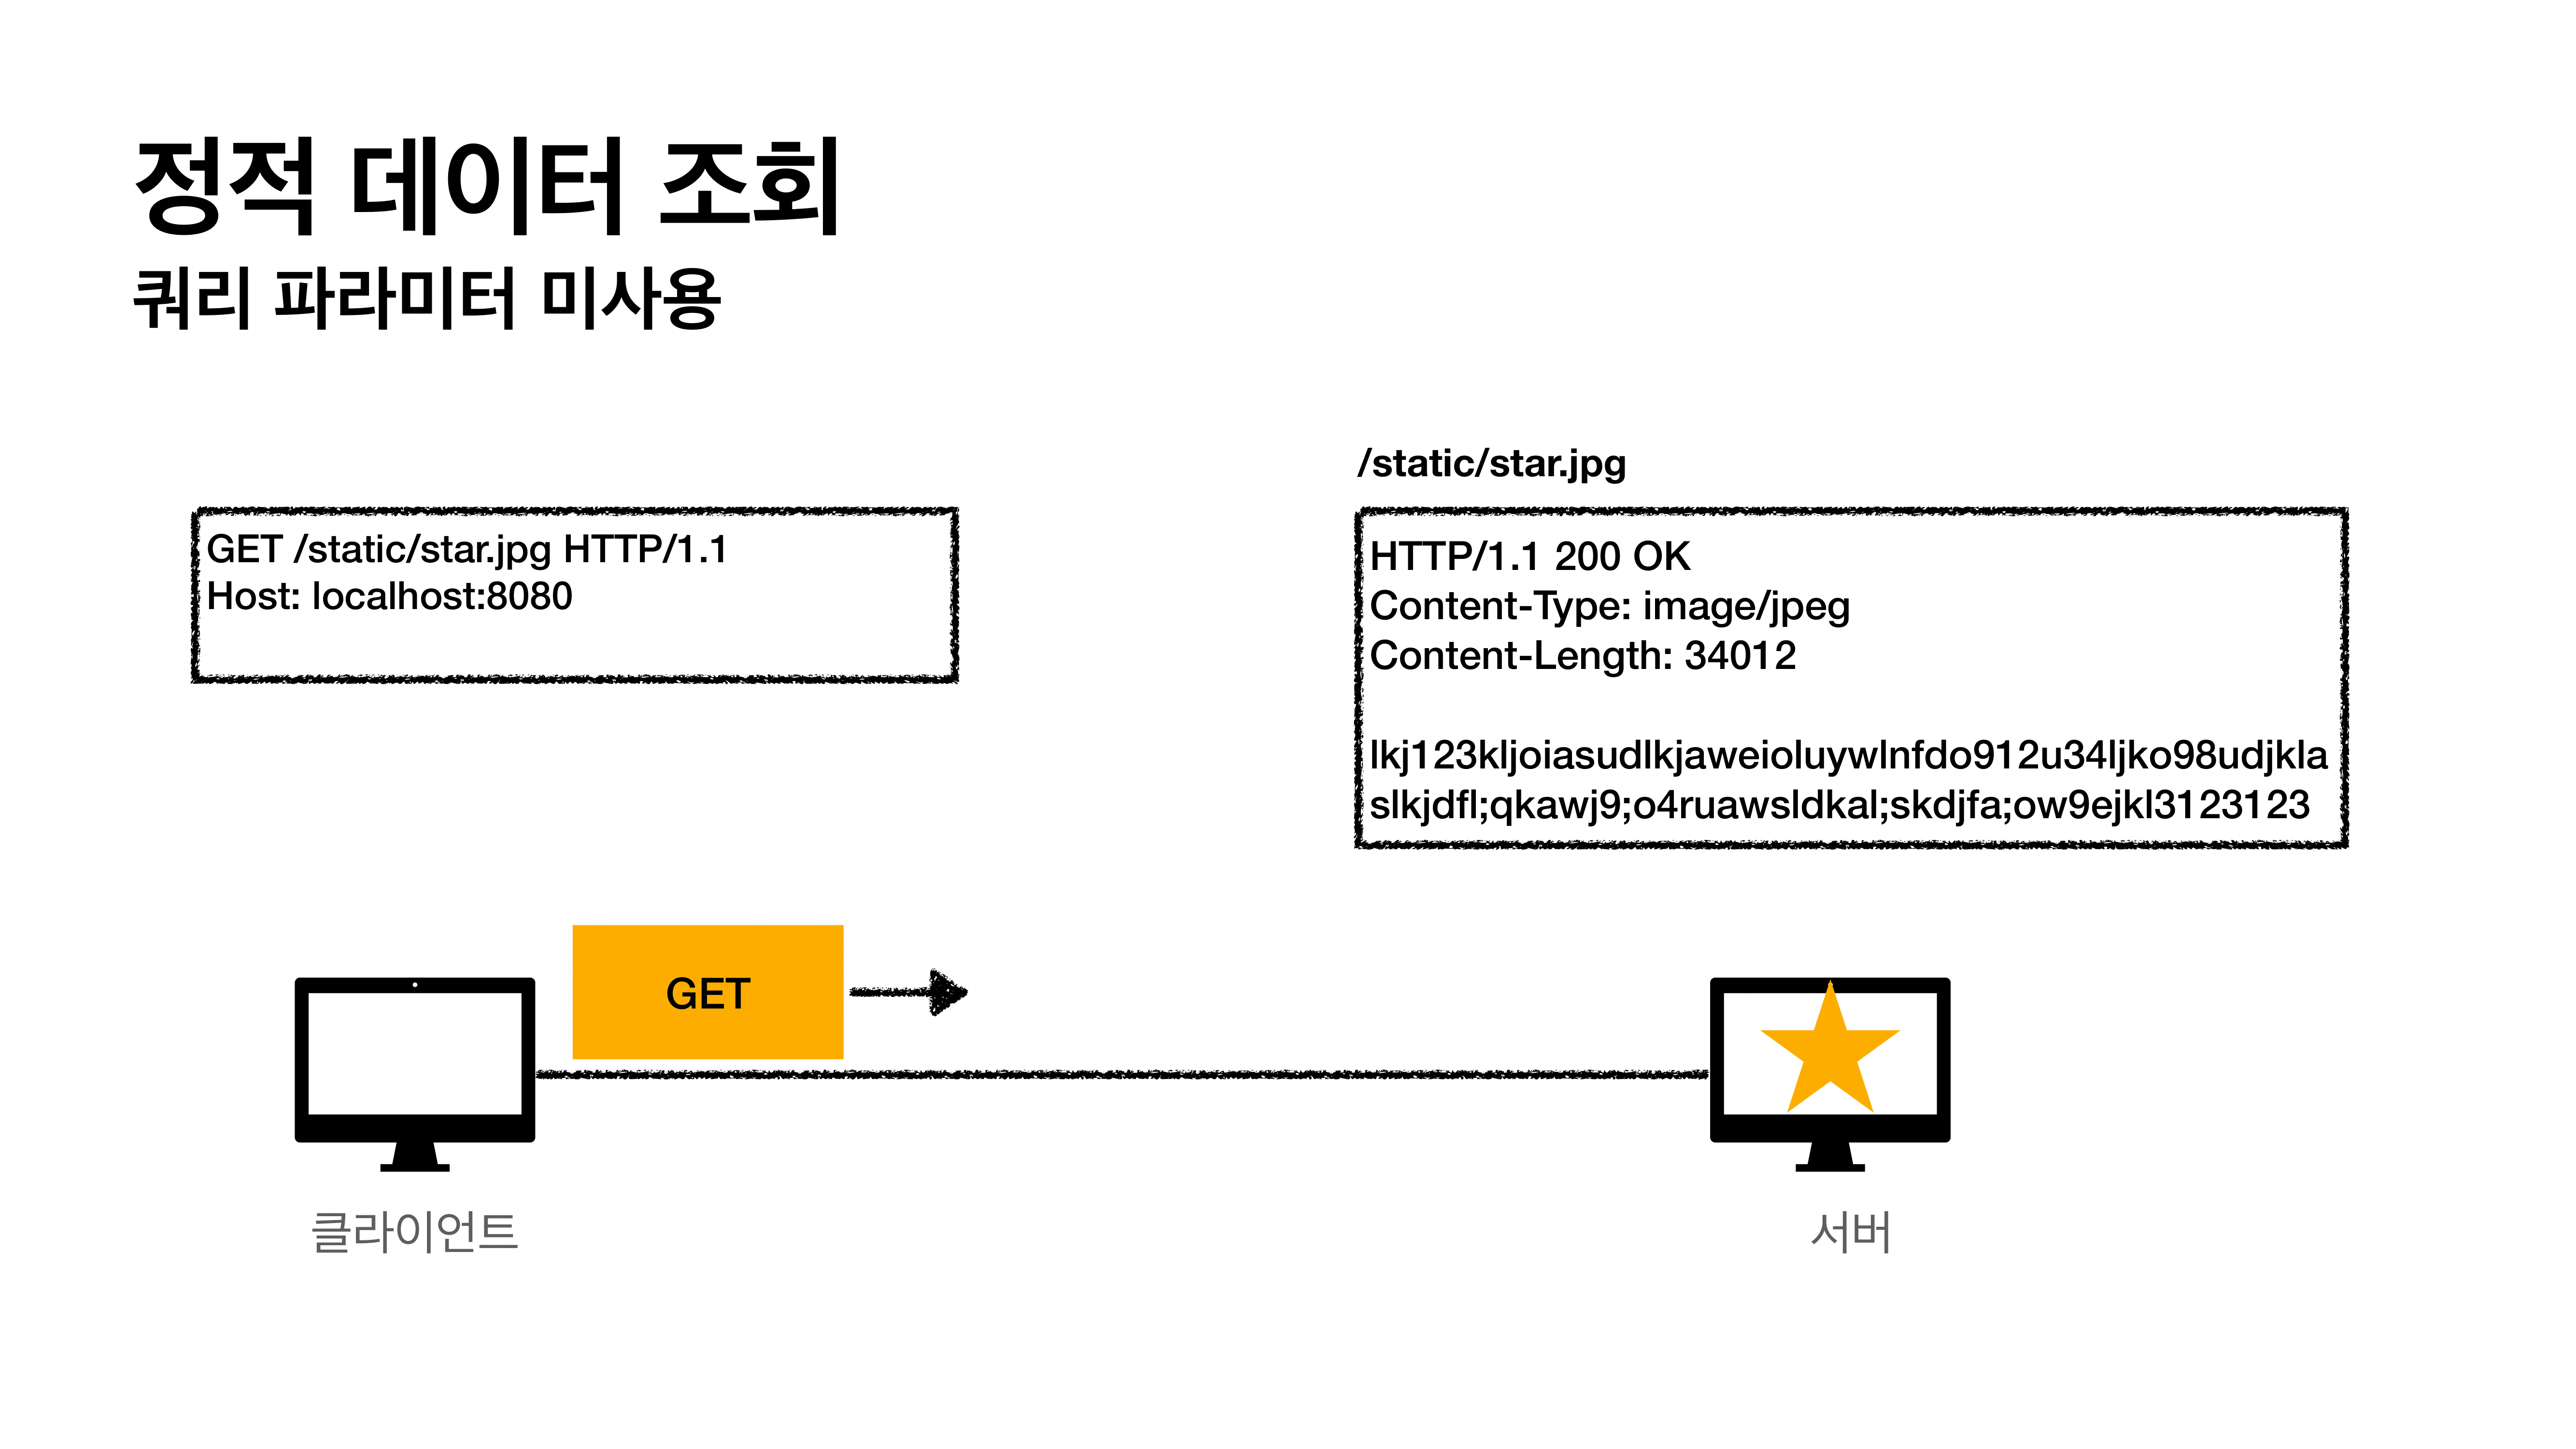 정적 데이터 조회
쿼리 파라미터 미사용
/static/star.jpg
GET /static/star.jpg HTTP/1.1
Host: localhost:8080
HTTP/1.1 200 OK
Content-Type: image/jpeg
Content-Length: 34012
lkj123kljoiasudlkjaweioluywlnfdo912u34ljko98udjkla
slkjdfl;qkawj9;o4ruawsldkal;skdjfa;ow9ejkl3123123
GET
클라이언트
서버